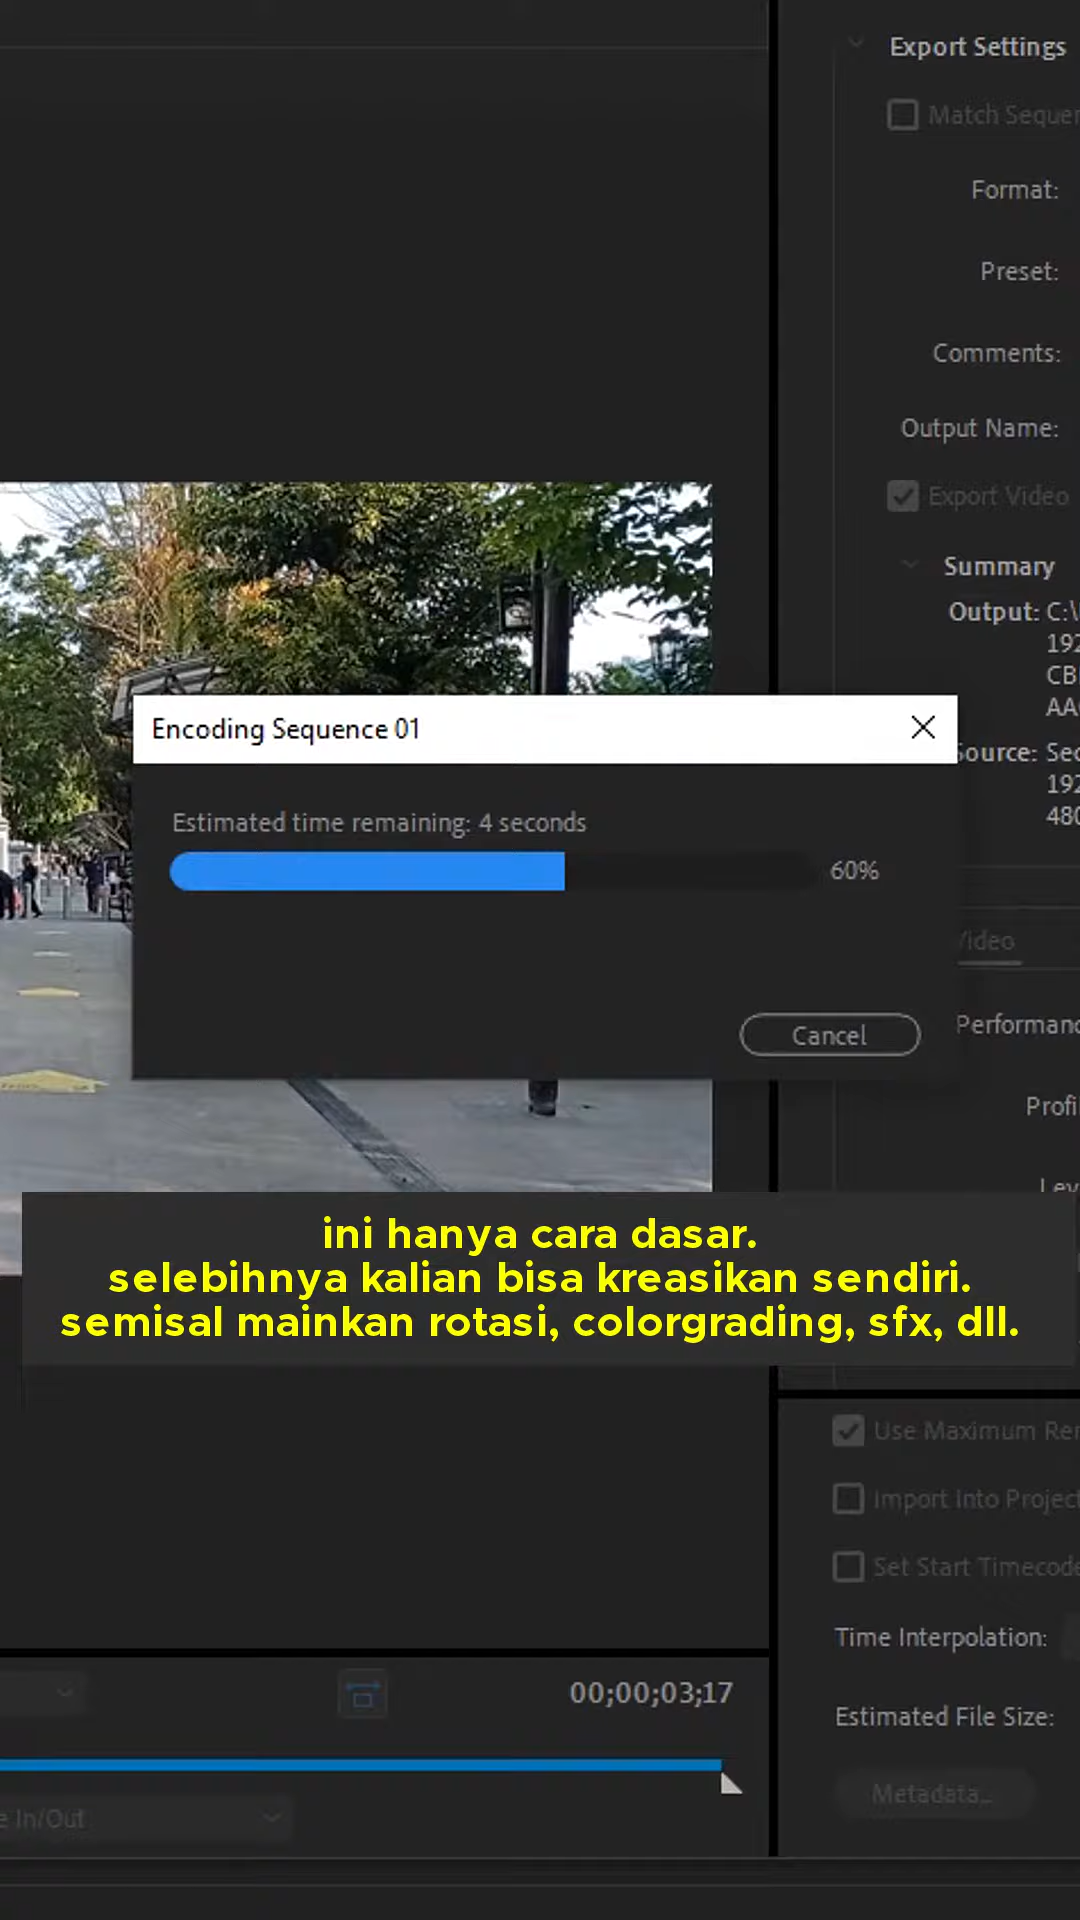 Export Settings
Match Sequen
Format:
Preset:
Comments:
Output Name:
Export Video
Summary
Output: C:\
192
CB
AA
Encoding Sequence 01
Source: Sec
192
480
Estimated time remaining: 4 seconds
60%
Video
Cancel
Performanc
Profi
Lev
ini hanya cara dasar.
selebihnya kalian bisa kreasikan sendiri.
semisal mainkan rotasi, colorgrading, sfx, dll.
Use Maximum Ren
Import Into Project
Set Start Timecode
Time Interpolation:
00;00;03;17
Estimated File Size:
Metadata...
e In/Out